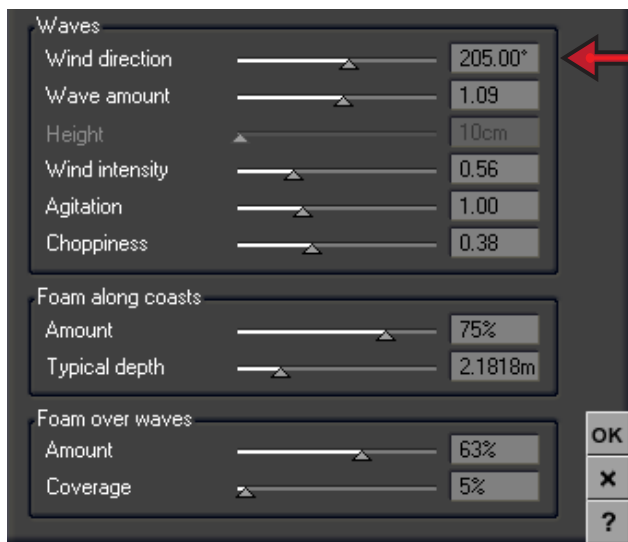 Waves
Wind direction 205.00°
Wave amount 1.09
Height 10cm
Wind intensity 0.56
Agitation 1.00
Choppiness 0.38
Foam along coasts
Amount 75%
Typical depth 2.1818m
Foam over waves
Amount 63%
Coverage 5%
OK
×
?